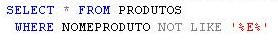 SELECT * FROM PRODUTOS
WHERE NOMEPRODUTO NOT LIKE '%E%'